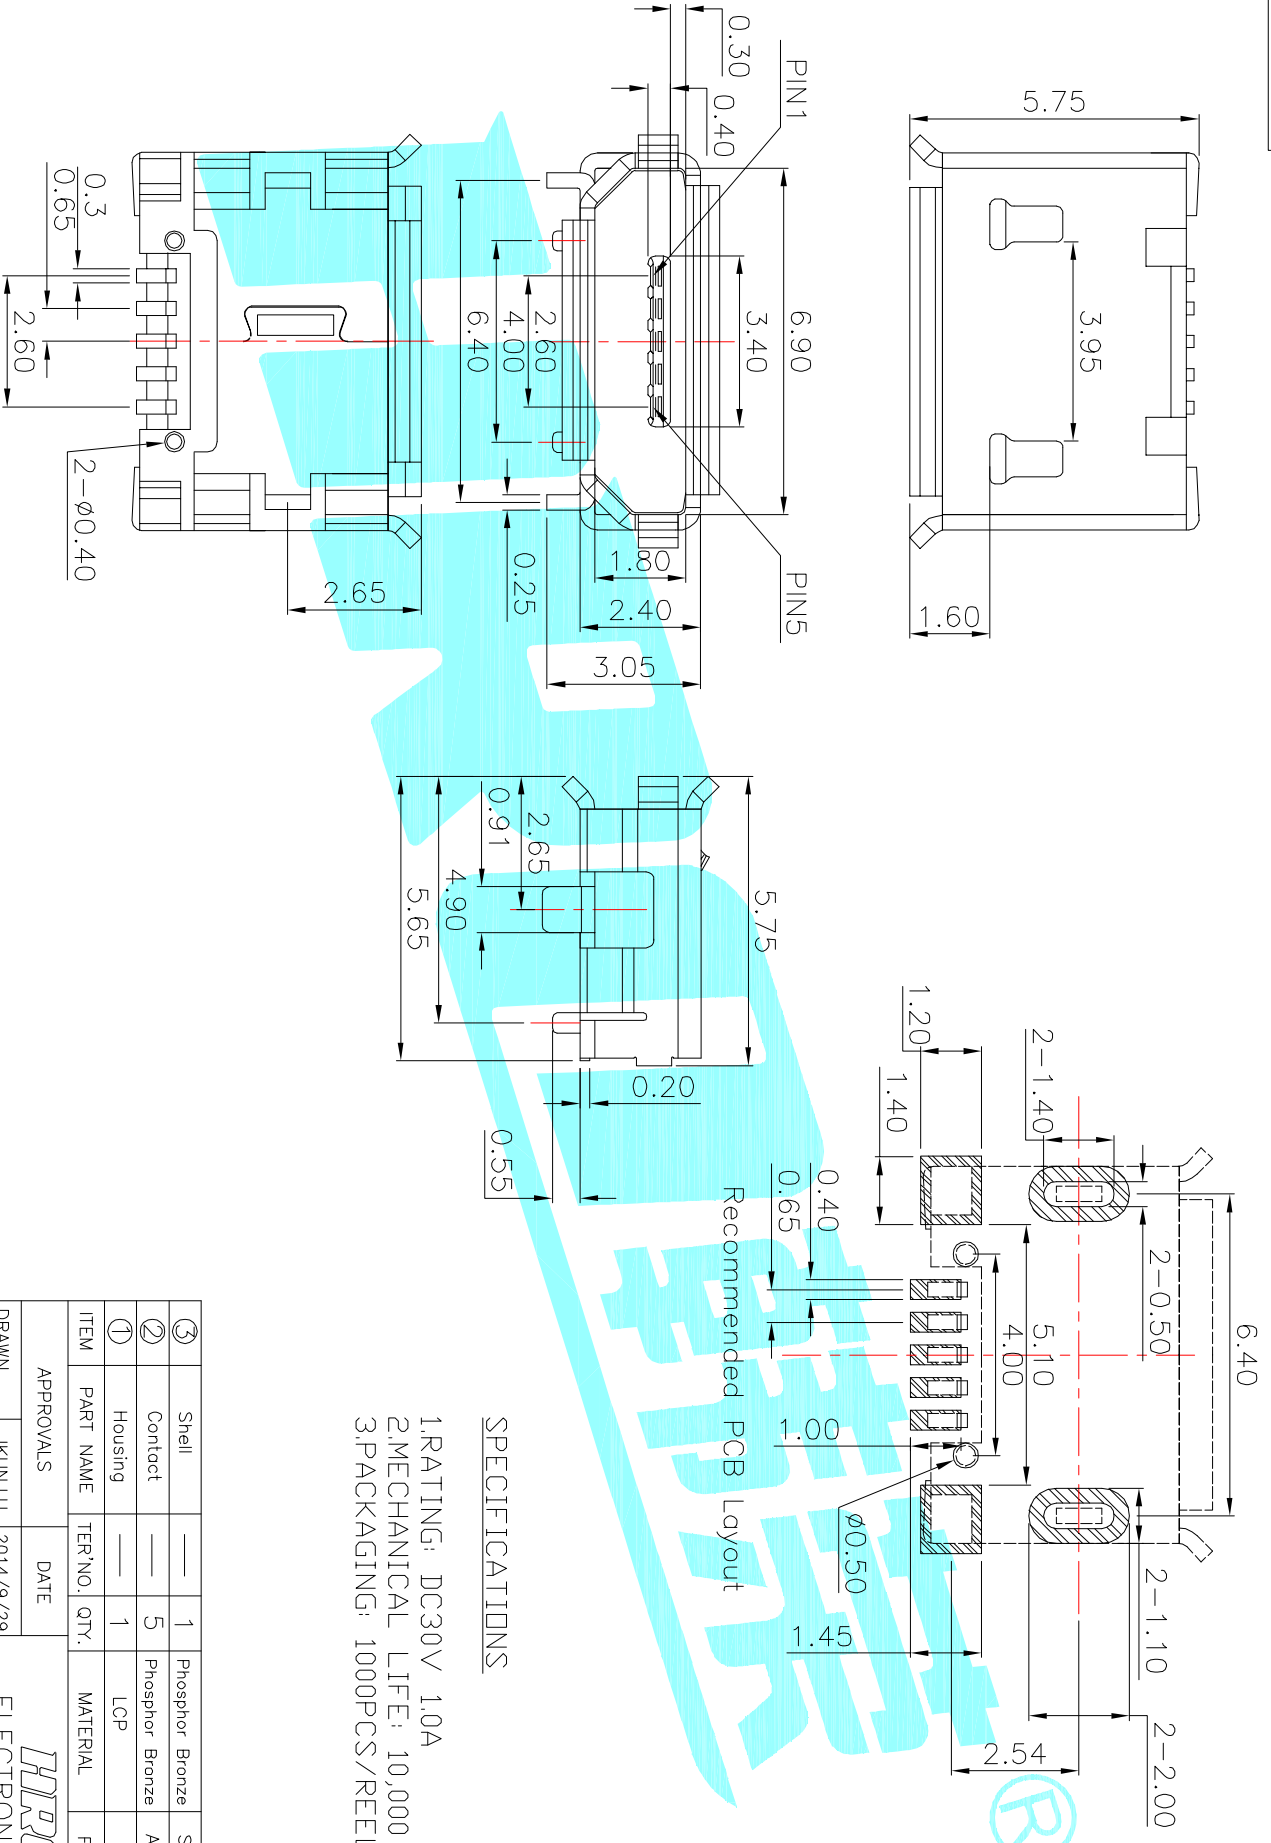 5.75
3.95
1.60
PIN1
PIN5
0.30
0.40
6.90
3.40
2.60
4.00
6.40
0.25
1.80
2.40
3.05
0.3
0.65
2.60
2-ø0.40
2.65
5.75
2.65
0.91
4.90
5.65
0.20
0.55
6.40
2-1.40
2-0.50
1.20
1.40
5.10
4.00
0.40
0.65
1.00
ø0.50
1.45
2-1.10
2-2.00
2.54
Recommended PCB Layout
SPECIFICATIONS
1.RATING: DC30V 1.0A
2.MECHANICAL LIFE: 10,000
3.PACKAGING: 1000PCS/REEL
③ Shell — 1 Phosphor Bronze S
② Contact — 5 Phosphor Bronze A
① Housing — 1 LCP
ITEM PART NAME TER'NO. QTY. MATERIAL F
APPROVALS DATE
DRAWN 2014/9/29
HRO
ELECTRON
®